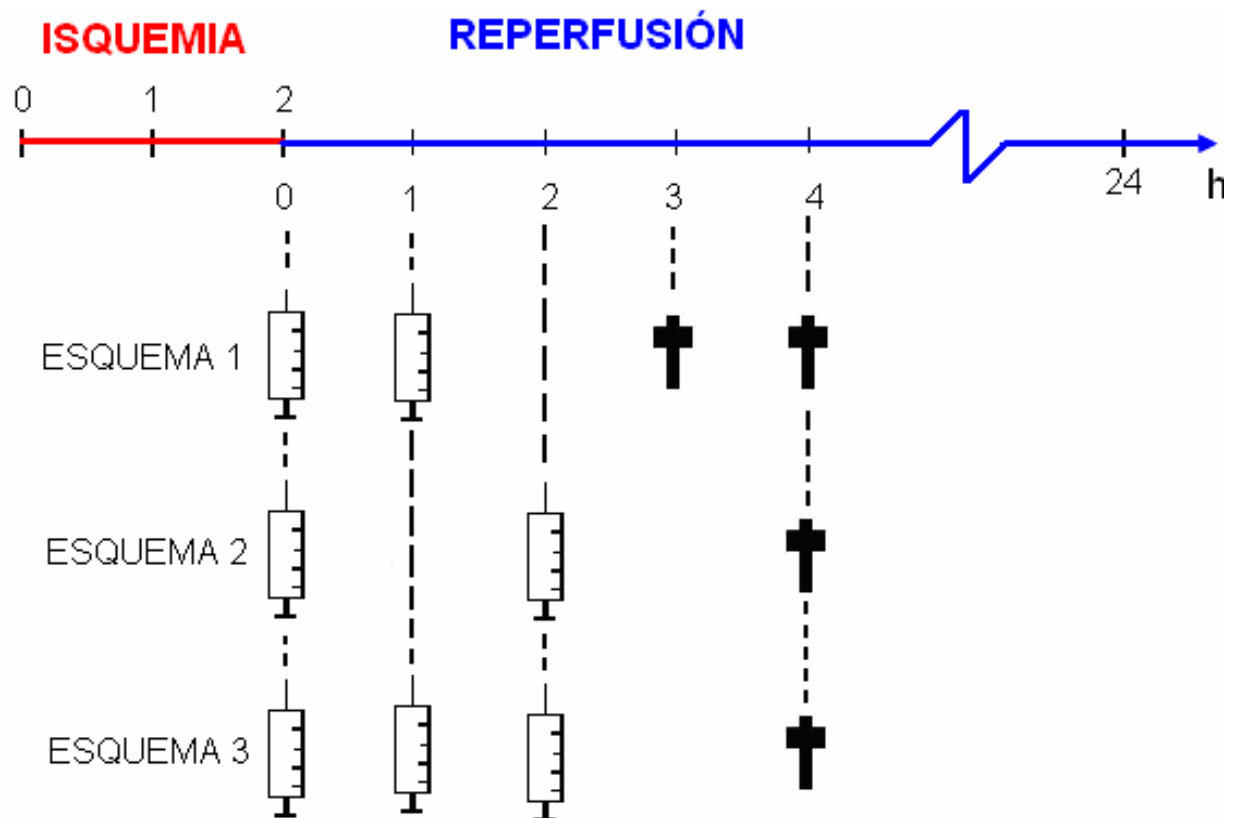 ISQUEMIA REPERFUSIÓN
0 1 2
0 1 2 3 4 24 h
ESQUEMA 1
ESQUEMA 2
ESQUEMA 3